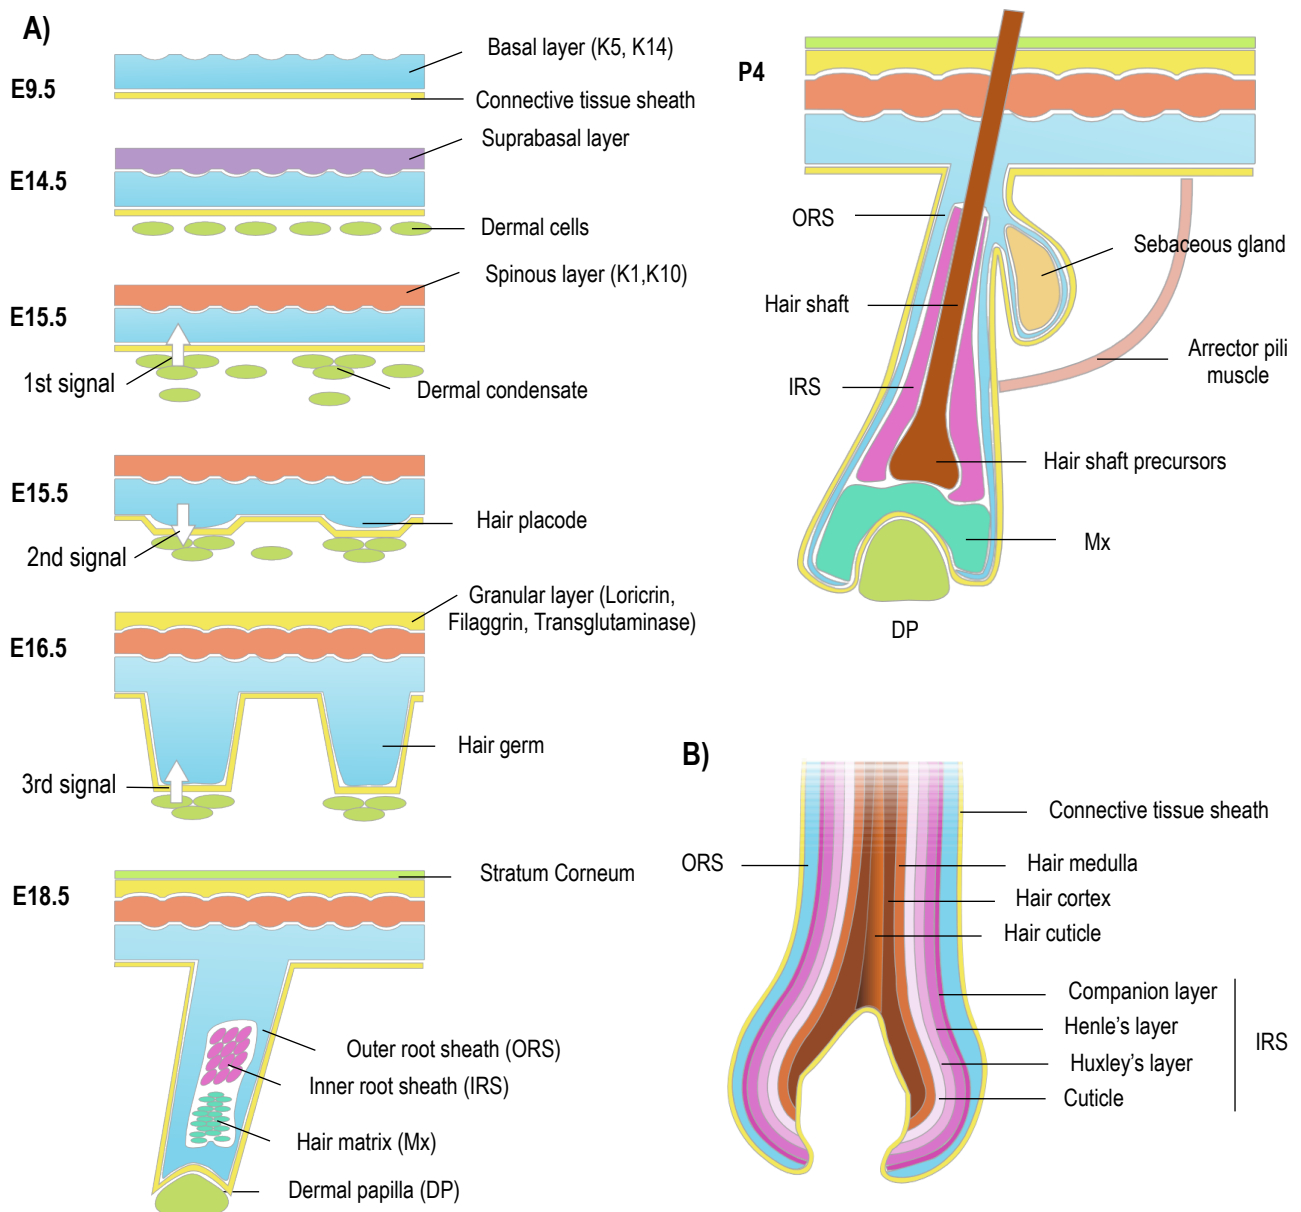 A)
E9.5
Basal layer (K5, K14)
Connective tissue sheath
E14.5
Suprabasal layer
Dermal cells
E15.5
Spinous layer (K1,K10)
1st signal
Dermal condensate
E15.5
Hair placode
2nd signal
E16.5
Granular layer (Loricrin,
Filaggrin, Transglutaminase)
Hair germ
3rd signal
E18.5
Stratum Corneum
Outer root sheath (ORS)
Inner root sheath (IRS)
Hair matrix (Mx)
Dermal papilla (DP)
P4
ORS
Sebaceous gland
Hair shaft
Arrector pili
muscle
IRS
Hair shaft precursors
Mx
DP
B)
Connective tissue sheath
ORS
Hair medulla
Hair cortex
Hair cuticle
Companion layer
Henle's layer
IRS
Huxley's layer
Cuticle